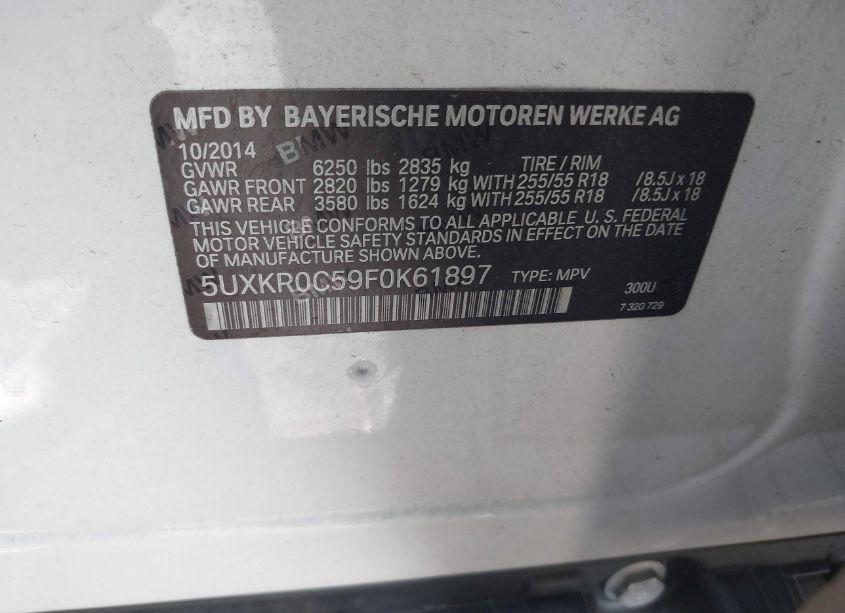 MFD BY BAYERISCHE MOTOREN WERKE AG
10/2014 BMW
GVWR 6250 lbs 2835 kg TIRE / RIM
GAWR FRONT 2820 lbs 1279 kg WITH 255/55 R18 /8.5J x 18
GAWR REAR 3580 lbs 1624 kg WITH 255/55 R18 /8.5J x 18
THIS VEHICLE CONFORMS TO ALL APPLICABLE U. S. FEDERAL
MOTOR VEHICLE SAFETY STANDARDS IN EFFECT ON THE DATE
OF MANUFACTURE SHOWN ABOVE.
5UXKR0C59F0K61897 TYPE: MPV 300U
7 320 729